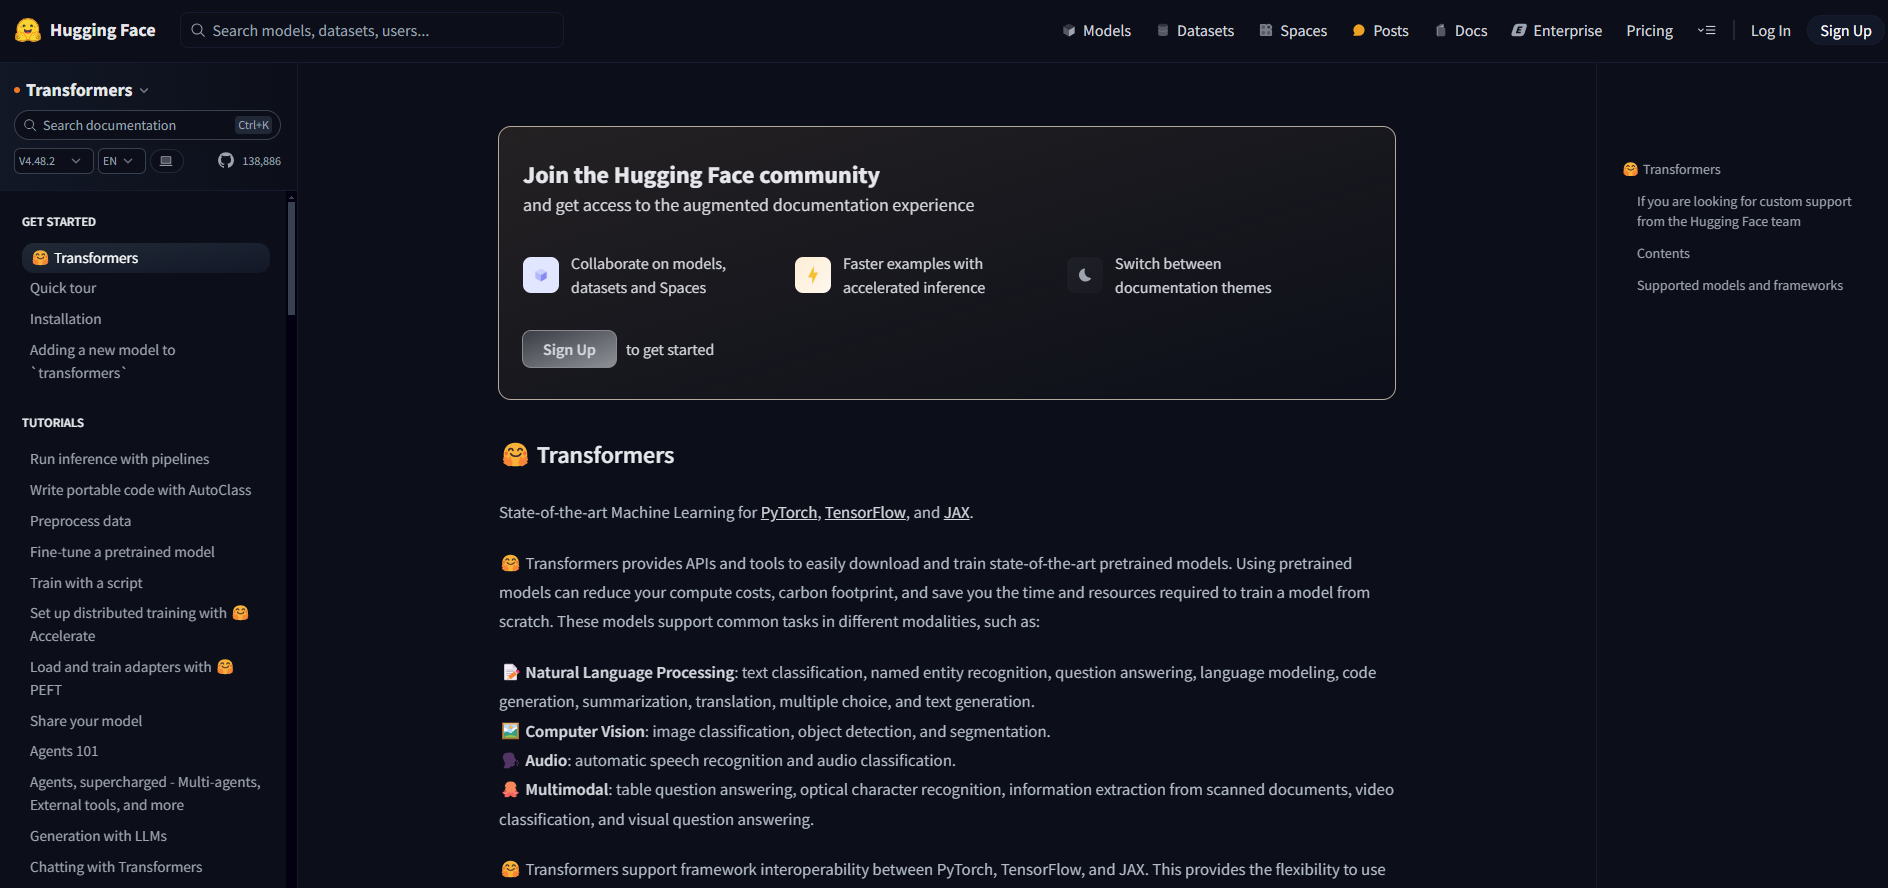 Hugging Face
Search models, datasets, users...
Models
Datasets
Spaces
Posts
Docs
Enterprise
Pricing
Log In
Sign Up
Transformers
Search documentation
Ctrl+K
V4.48.2
EN
138,886
GET STARTED
🤗 Transformers
Quick tour
Installation
Adding a new model to
`transformers`
TUTORIALS
Run inference with pipelines
Write portable code with AutoClass
Preprocess data
Fine-tune a pretrained model
Train with a script
Set up distributed training with 🤗
Accelerate
Load and train adapters with 🤗
PEFT
Share your model
Agents 101
Agents, supercharged - Multi-agents,
External tools, and more
Generation with LLMs
Chatting with Transformers
Join the Hugging Face community
and get access to the augmented documentation experience
Collaborate on models,
datasets and Spaces
Faster examples with
accelerated inference
Switch between
documentation themes
Sign Up to get started
🤗 Transformers
State-of-the-art Machine Learning for PyTorch, TensorFlow, and JAX.
🤗 Transformers provides APIs and tools to easily download and train state-of-the-art pretrained models. Using pretrained
models can reduce your compute costs, carbon footprint, and save you the time and resources required to train a model from
scratch. These models support common tasks in different modalities, such as:
📝 Natural Language Processing: text classification, named entity recognition, question answering, language modeling, code
generation, summarization, translation, multiple choice, and text generation.
🖼️ Computer Vision: image classification, object detection, and segmentation.
🗣️ Audio: automatic speech recognition and audio classification.
🐙 Multimodal: table question answering, optical character recognition, information extraction from scanned documents, video
classification, and visual question answering.
🤗 Transformers support framework interoperability between PyTorch, TensorFlow, and JAX. This provides the flexibility to use
🤗 Transformers
If you are looking for custom support
from the Hugging Face team
Contents
Supported models and frameworks